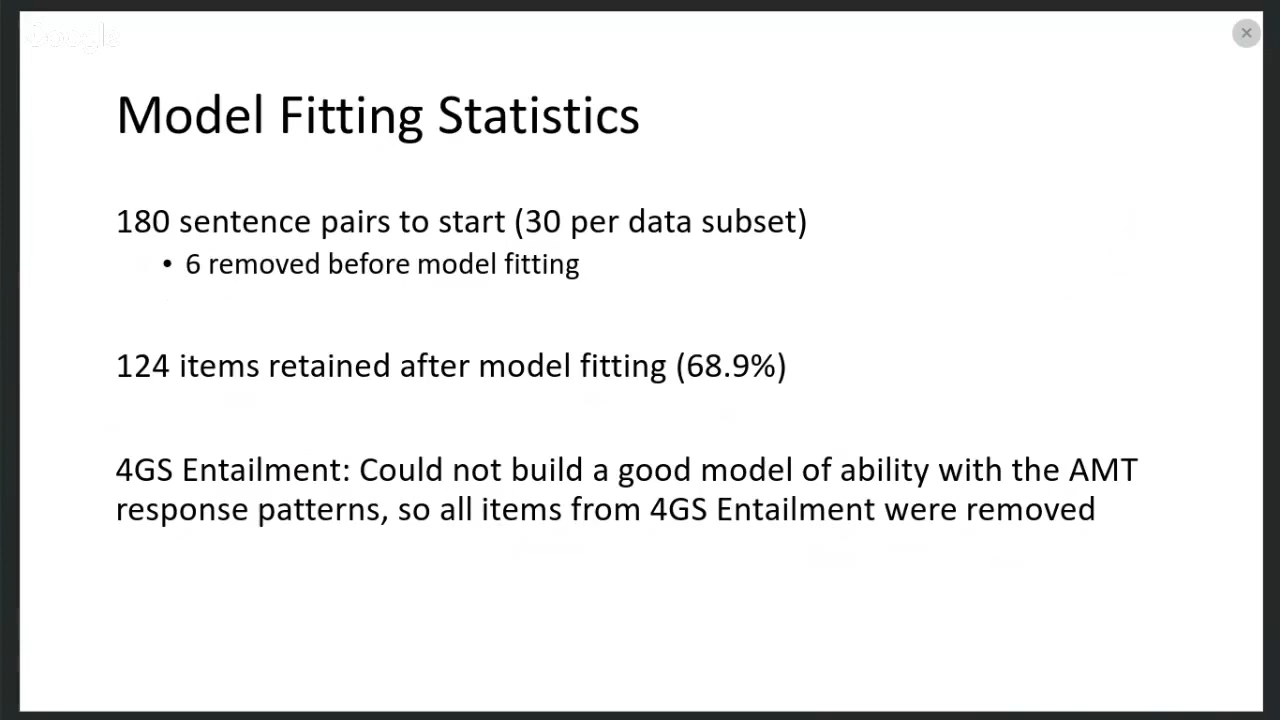 Google
Model Fitting Statistics
180 sentence pairs to start (30 per data subset)
• 6 removed before model fitting
124 items retained after model fitting (68.9%)
4GS Entailment: Could not build a good model of ability with the AMT
response patterns, so all items from 4GS Entailment were removed